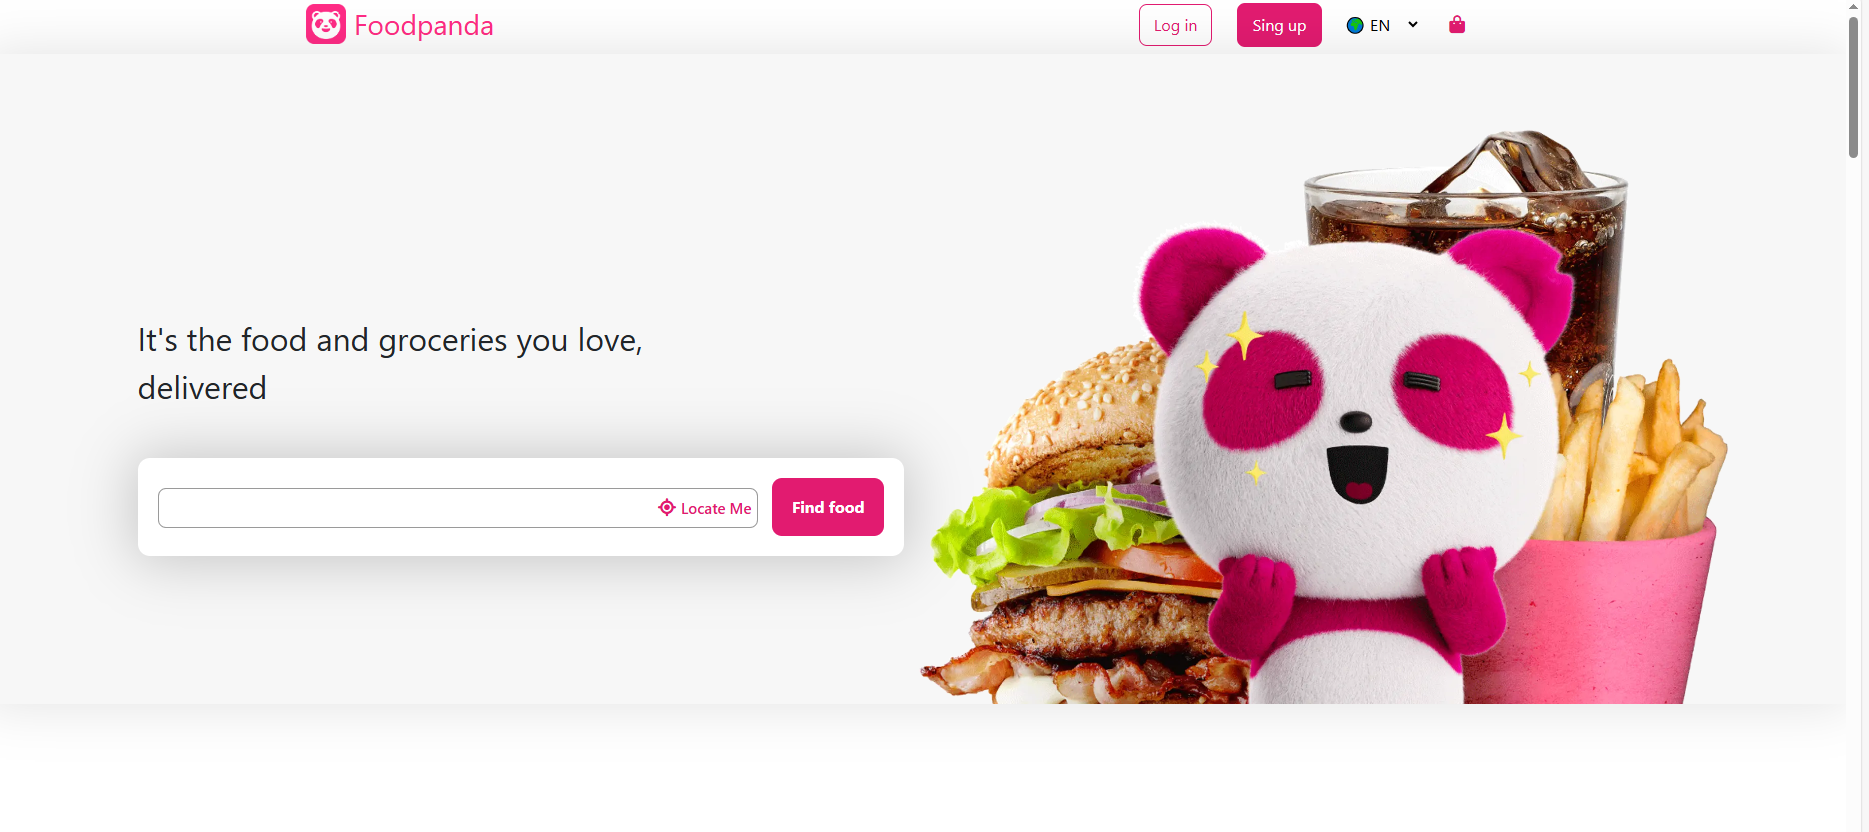 Foodpanda
Log in
Sing up
EN
It's the food and groceries you love,
delivered
Locate Me
Find food